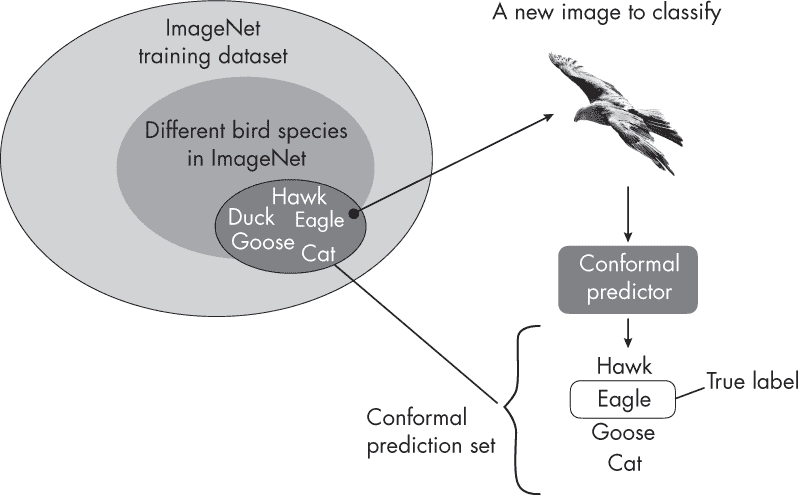 ImageNet
training dataset
Different bird species
in ImageNet
Hawk
Duck Eagle
Goose
Cat
A new image to classify
Conformal
predictor
Hawk
Eagle
Goose
Cat
True label
Conformal
prediction set